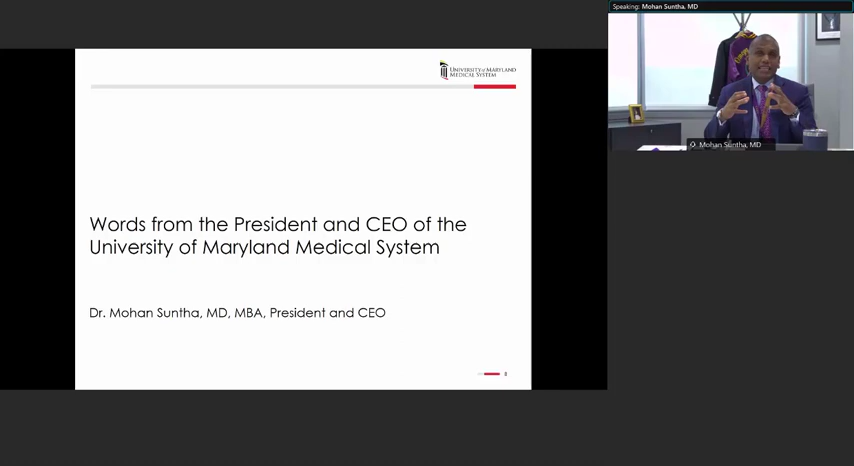 Speaking: Mohan Suntha, MD
UNIVERSITY of MARYLAND
MEDICAL SYSTEM
Mohan Suntha, MD
Words from the President and CEO of the
University of Maryland Medical System
Dr. Mohan Suntha, MD, MBA, President and CEO
8